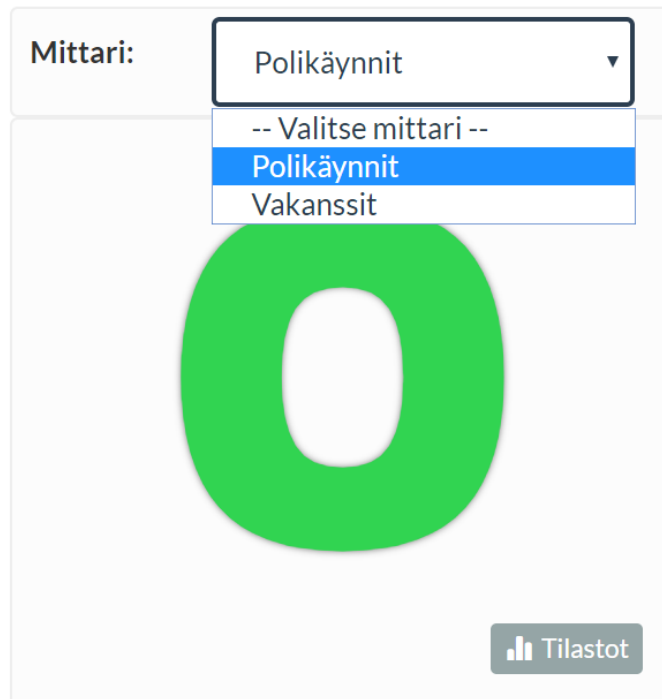 Mittari:
Polikäynnit
-- Valitse mittari --
Polikäynnit
Vakanssit
0
Tilastot